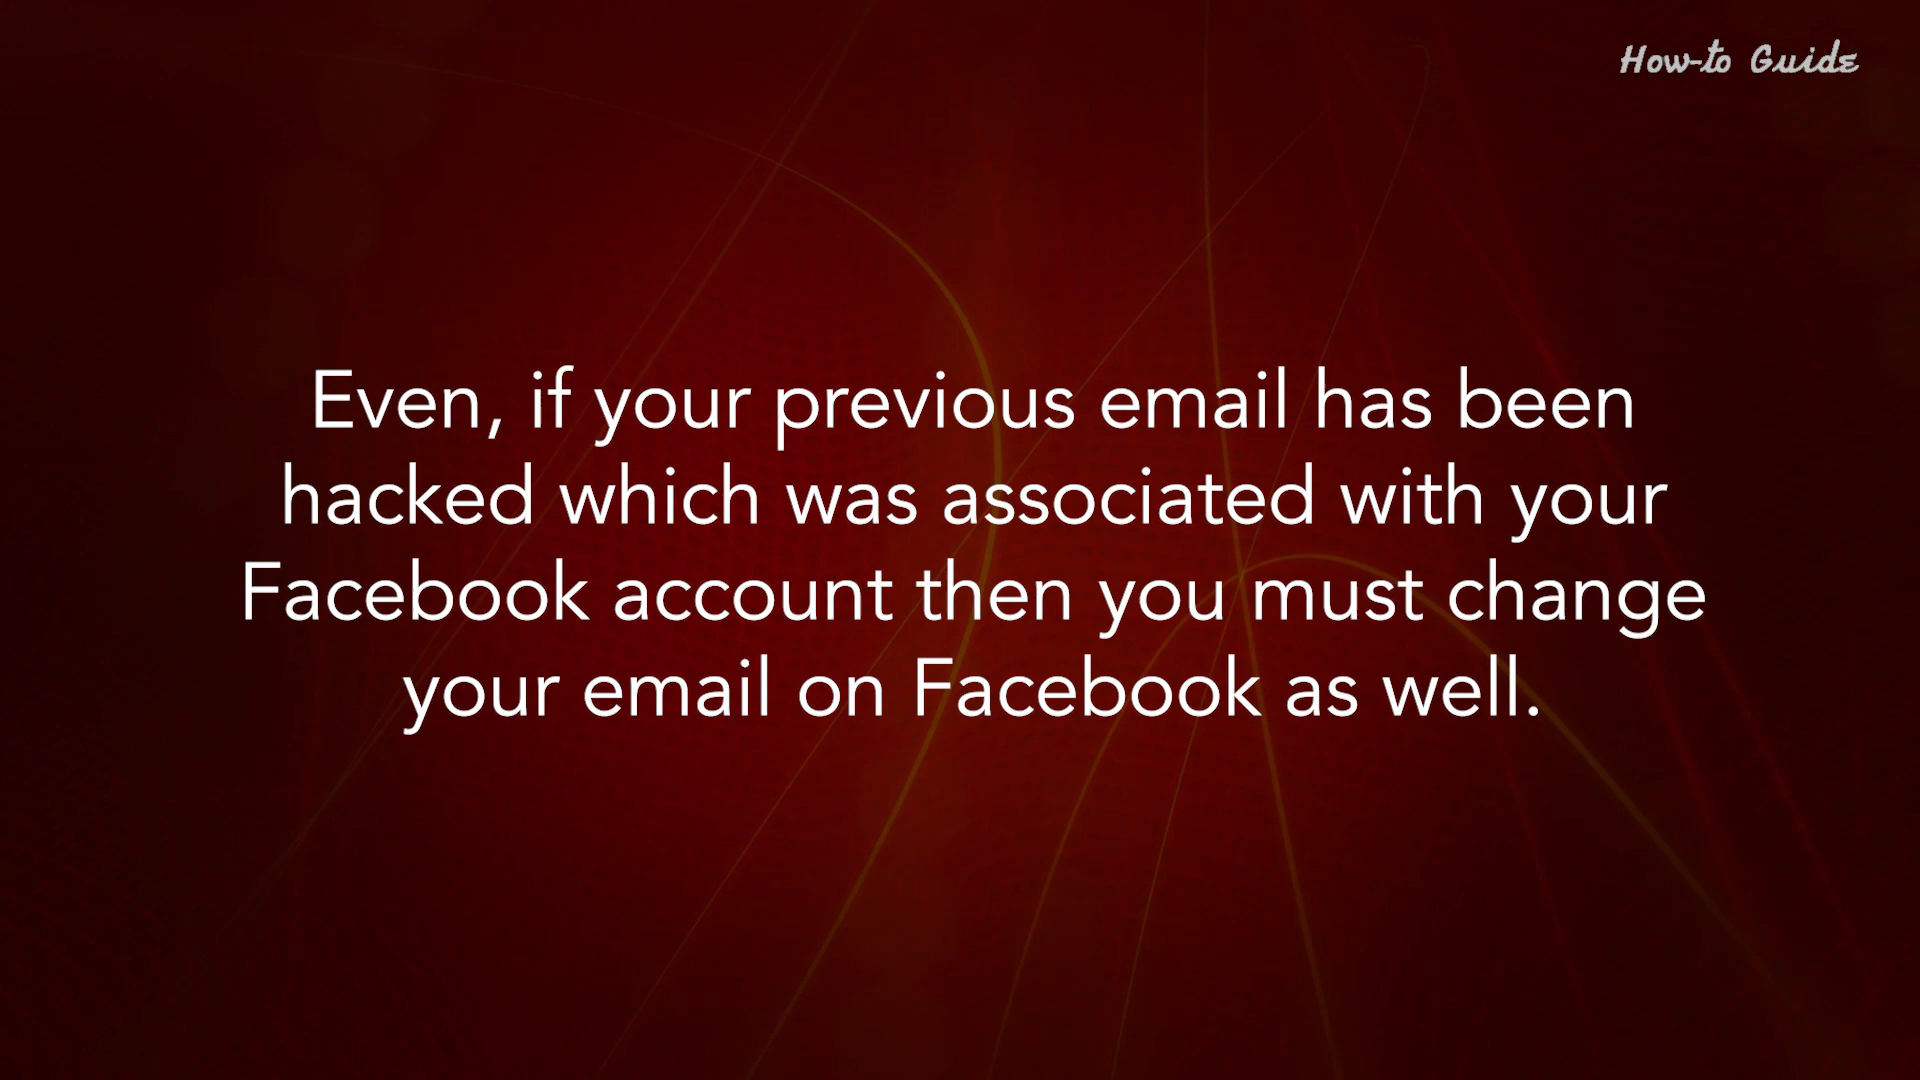 How-to Guide
Even, if your previous email has been
hacked which was associated with your
Facebook account then you must change
your email on Facebook as well.